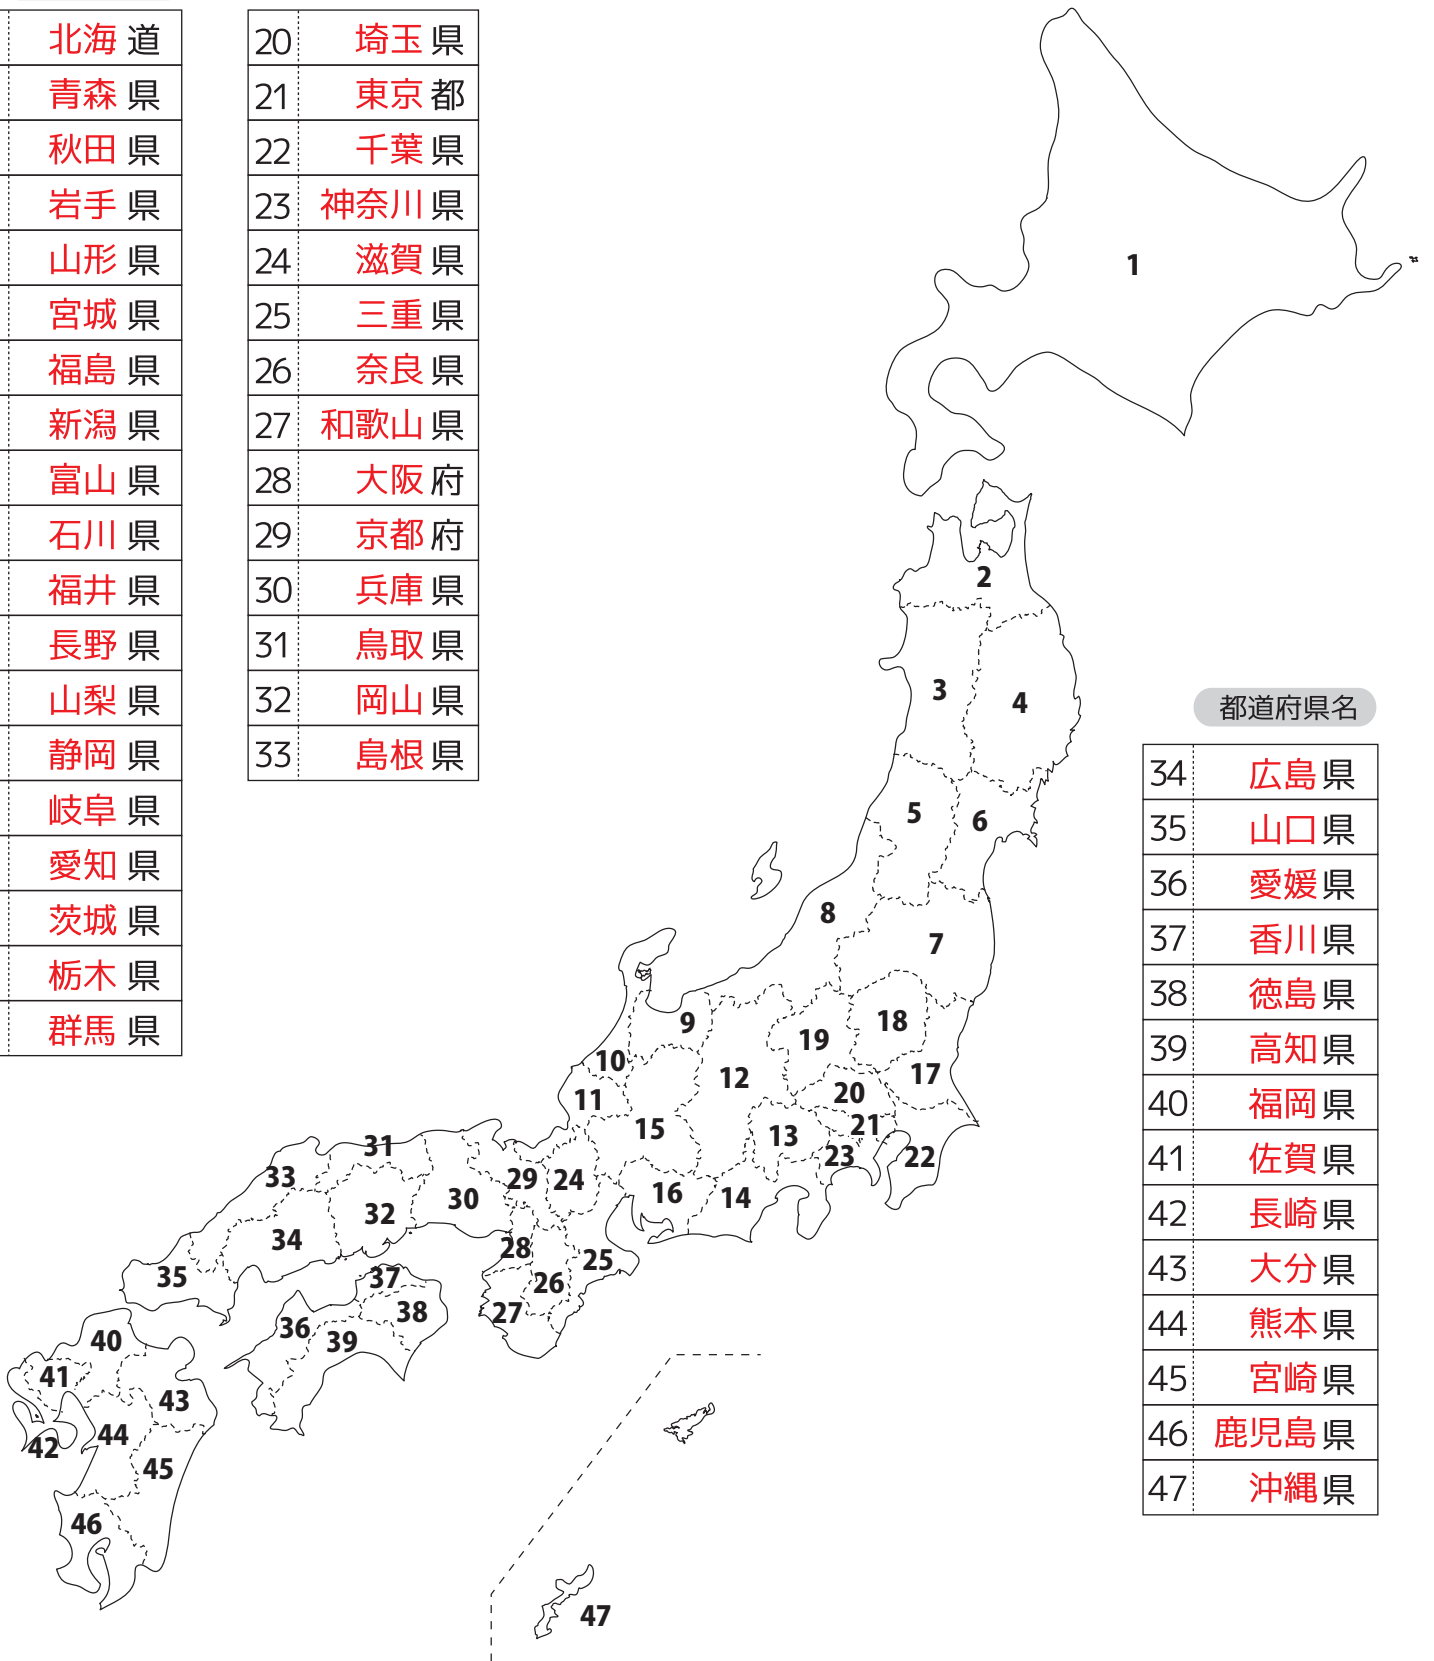 北海 道
青森 県
秋田 県
岩手 県
山形 県
宮城 県
福島 県
新潟 県
富山 県
石川 県
福井 県
長野 県
山梨 県
静岡 県
岐阜 県
愛知 県
茨城 県
栃木 県
群馬 県
20 埼玉 県
21 東京 都
22 千葉 県
23 神奈川 県
24 滋賀 県
25 三重 県
26 奈良 県
27 和歌山 県
28 大阪 府
29 京都 府
30 兵庫 県
31 鳥取 県
32 岡山 県
33 島根 県
1
2
3
4
5
6
8
7
9
18
19
10
12
17
11
20
15
13
21
31
23
22
33
29
24
30
16
14
32
34
28
25
35
37
26
38
27
36
40
39
41
43
44
42
45
46
47
都道府県名
34 広島 県
35 山口 県
36 愛媛 県
37 香川 県
38 徳島 県
39 高知 県
40 福岡 県
41 佐賀 県
42 長崎 県
43 大分 県
44 熊本 県
45 宮崎 県
46 鹿児島 県
47 沖縄 県